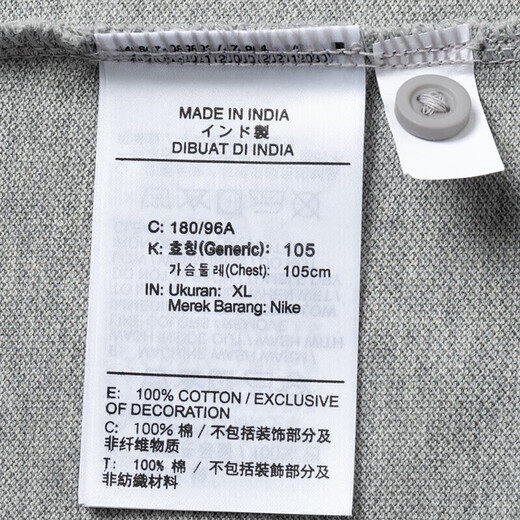 MADE IN INDIA
インド製
DIBUAT DI INDIA
C: 180/96A
K: 호칭(Generic): 105
가슴둘레(Chest): 105cm
IN: Ukuran: XL
Merek Barang: Nike
E: 100% COTTON / EXCLUSIVE
OF DECORATION
C: 100% 棉 / 不包括装饰部分及
非纤维物质
T: 100% 棉 / 不包括裝飾部分及
非紡織材料